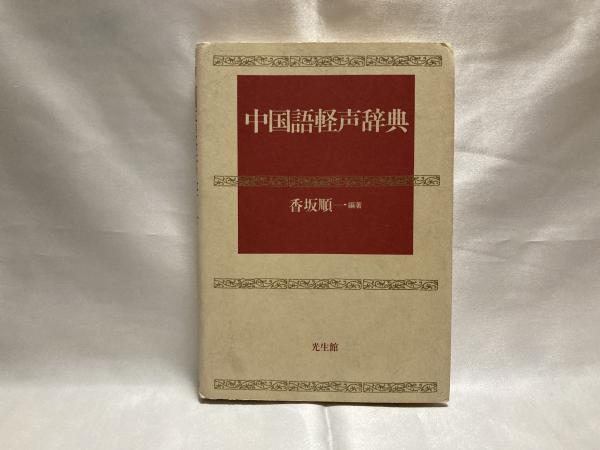 中国語軽声辞典
香坂順一・編著
光生館